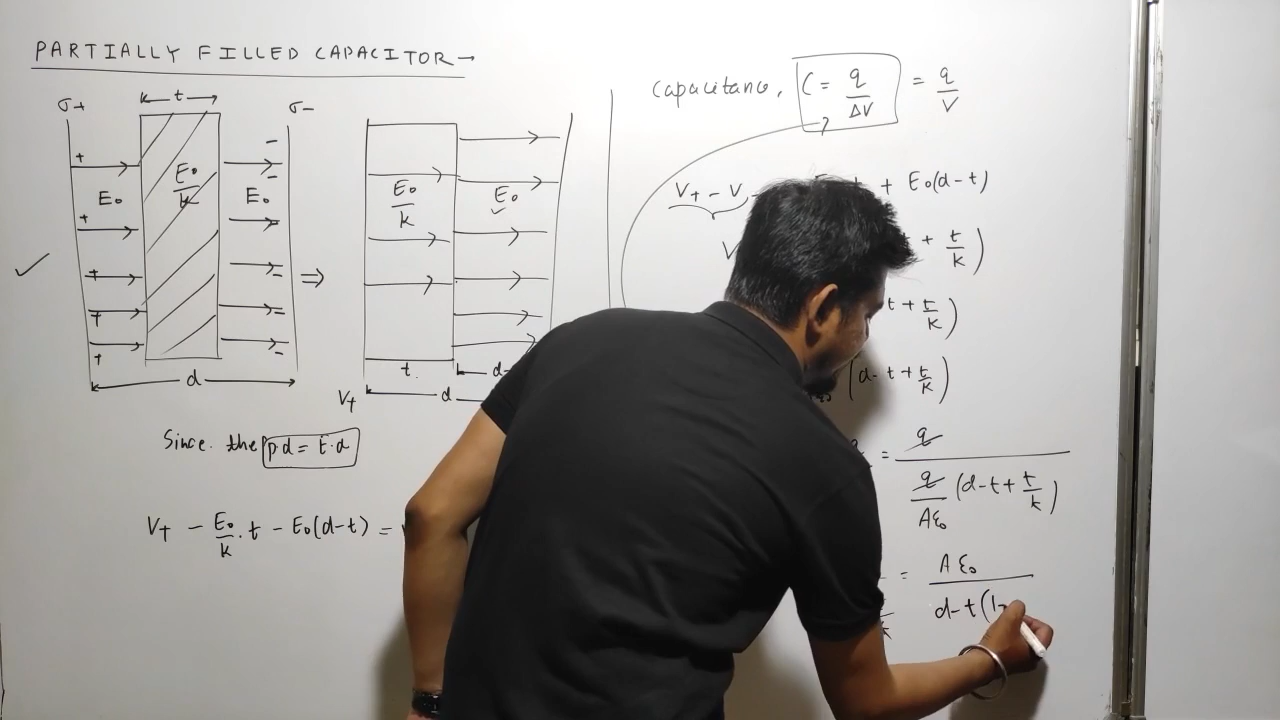 PARTIALLY FILLED CAPACITOR→
σ+ t σ-
E₀ E₀/k E₀
d
⇒
E₀/k E₀
t. d-
V+ d
Since. the p.d = E.d
V+ - E₀/k . t - E₀(d-t) =
Capacitance, C = q/ΔV = q/V
V+ - V + E₀(d-t)
V + t/k)
t + t/k)
(d-t + t/k)
= q / q/Aε₀ (d-t+t/k)
= Aε₀ / d-t(1-